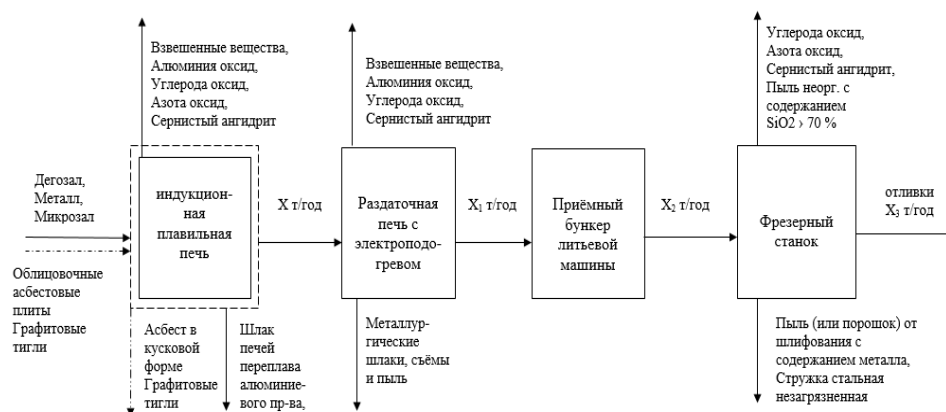 Взвешенные вещества,
Алюминия оксид,
Углерода оксид,
Азота оксид,
Сернистый ангидрит
Взвешенные вещества,
Алюминия оксид,
Углерода оксид,
Сернистый ангидрит
Углерода оксид,
Азота оксид,
Сернистый ангидрит,
Пыль неорг. с
содержанием
SiO2 › 70 %
Дегозал,
Металл,
Микрозал
индукцион-
ная
плавильная
печь
X т/год
Раздаточная
печь с
электроподо-
гревом
X₁ т/год
Приёмный
бункер
литьевой
машины
X₂ т/год
Фрезерный
станок
отливки
X₃ т/год
Облицовочные
асбестовые
плиты
Графитовые
тигли
Асбест в
кусковой
форме
Графитовые
тигли
Шлак
печей
переплава
алюминие-
вого пр-ва,
Металлур-
гические
шлаки, съёмы
и пыль
Пыль (или порошок) от
шлифования с
содержанием металла,
Стружка стальная
незагрязненная